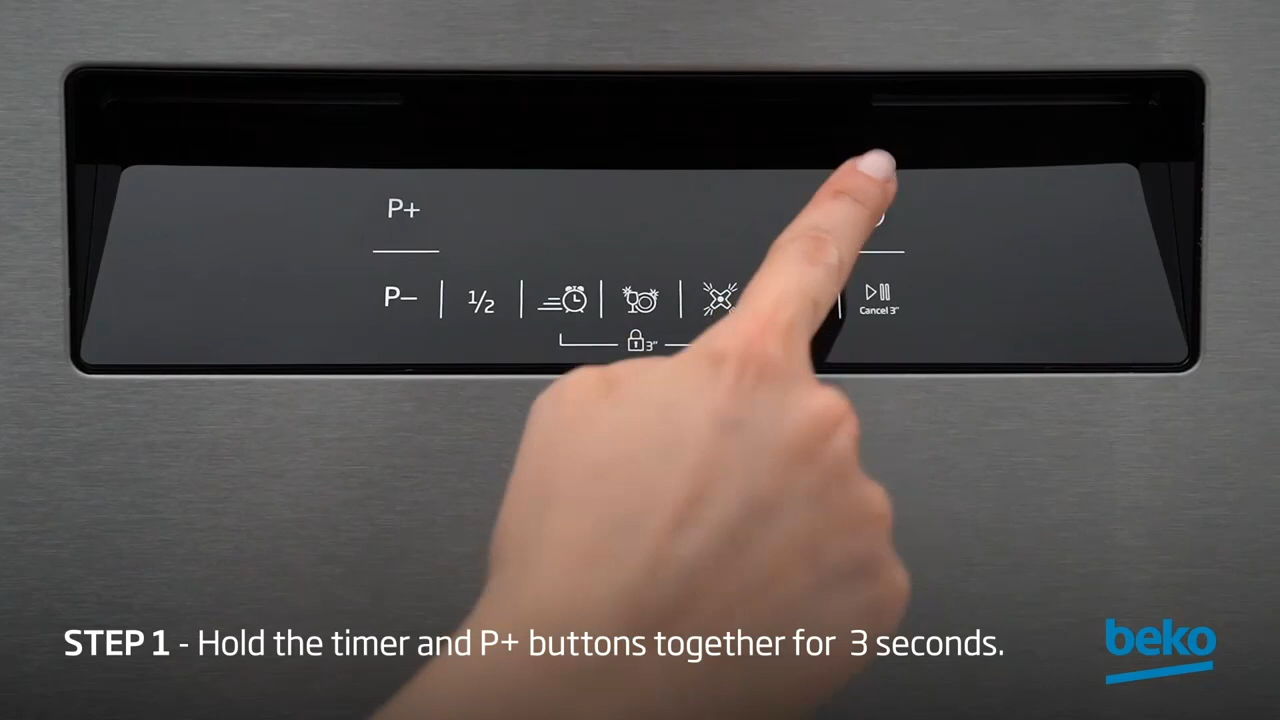 P+
P– ½
Cancel 3"
3"
STEP 1 - Hold the timer and P+ buttons together for 3 seconds.
beko